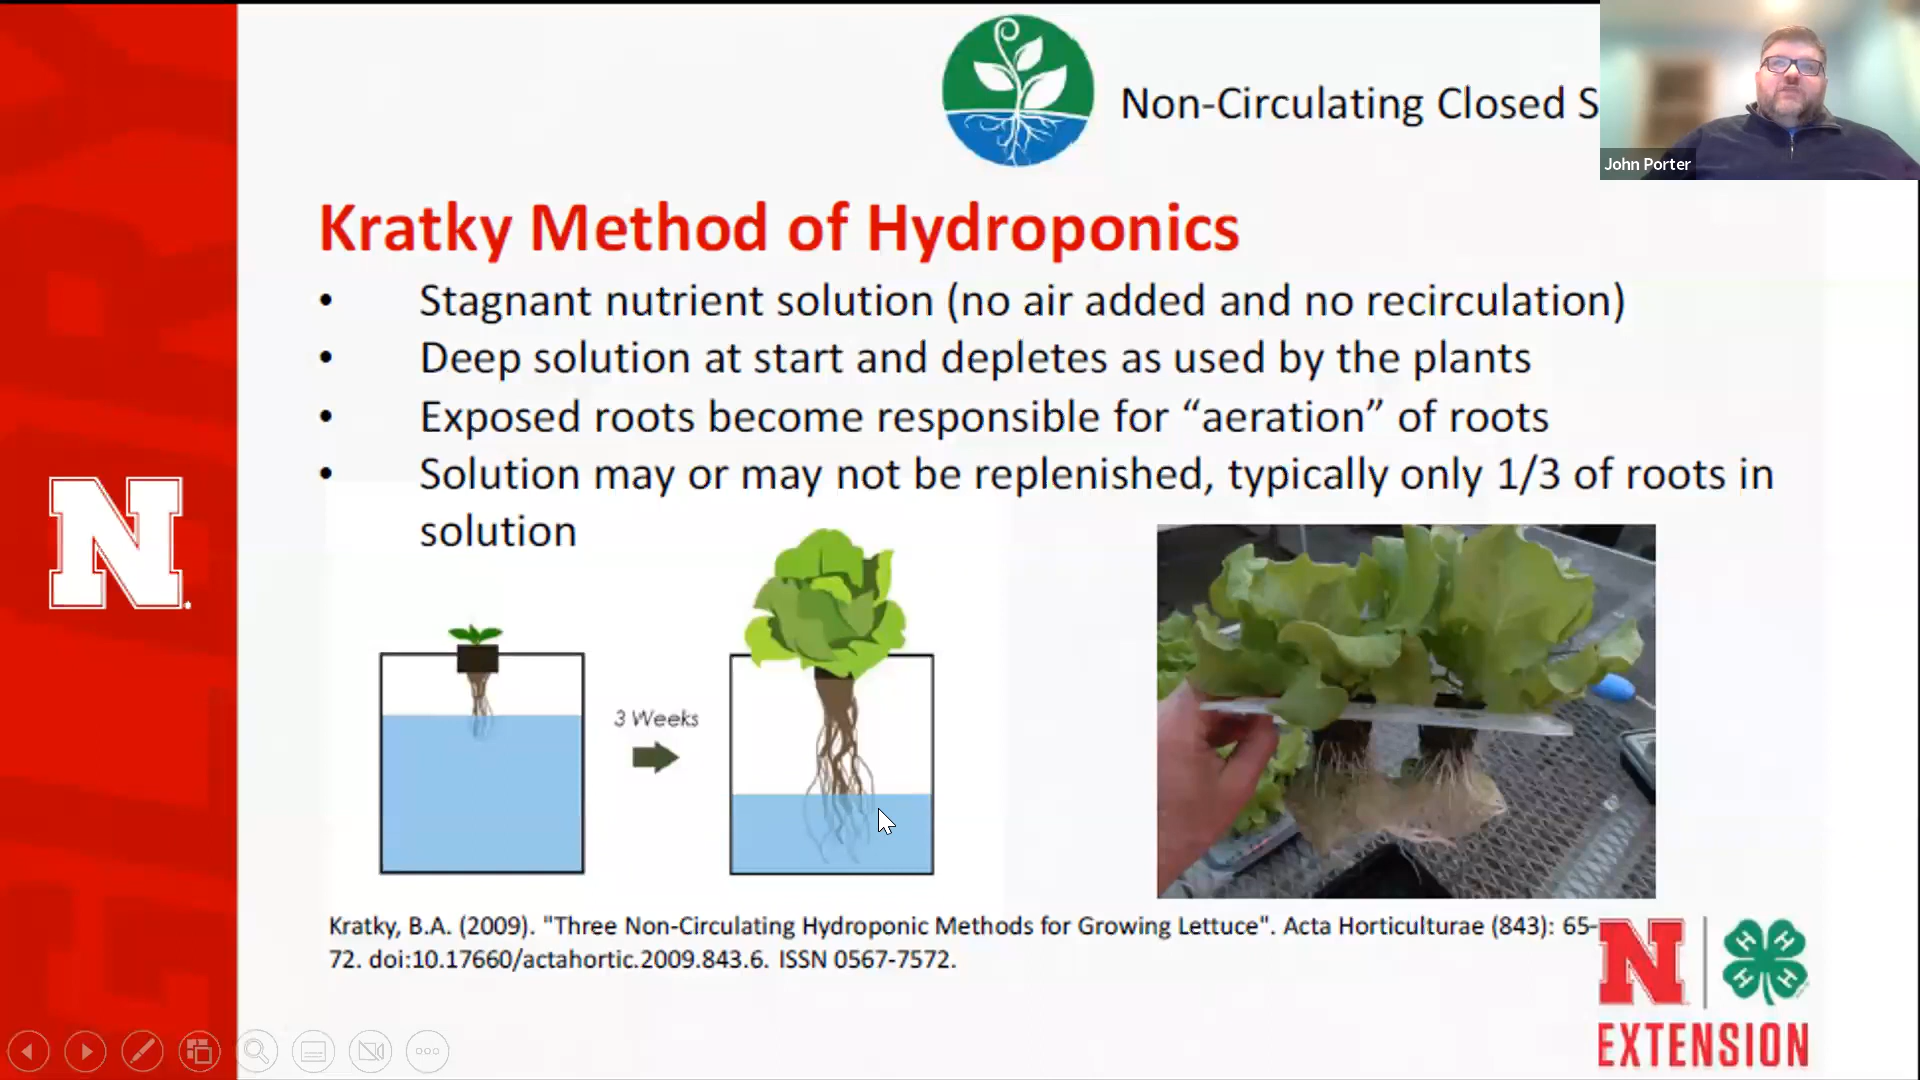 Non-Circulating Closed S
John Porter
Kratky Method of Hydroponics
• Stagnant nutrient solution (no air added and no recirculation)
• Deep solution at start and depletes as used by the plants
• Exposed roots become responsible for “aeration” of roots
• Solution may or may not be replenished, typically only 1/3 of roots in
solution
N
3 Weeks
Kratky, B.A. (2009). "Three Non-Circulating Hydroponic Methods for Growing Lettuce". Acta Horticulturae (843): 65-
72. doi:10.17660/actahortic.2009.843.6. ISSN 0567-7572.
N
H H H H
EXTENSION